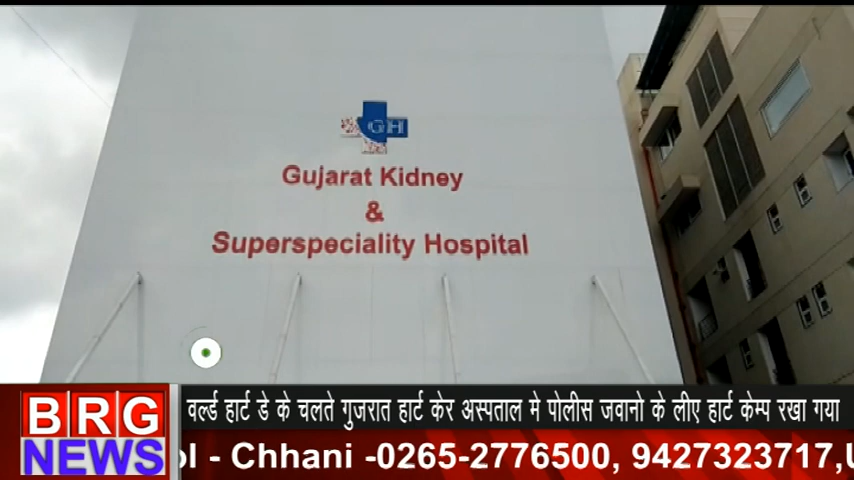 GH
Gujarat Kidney
&
Superspeciality Hospital
BRG
NEWS
वर्ल्ड हार्ट डे के चलते गुजरात हार्ट केर अस्पताल मे पोलीस जवानो के लीए हार्ट केम्प रखा गया
ol - Chhani -0265-2776500, 9427323717,U